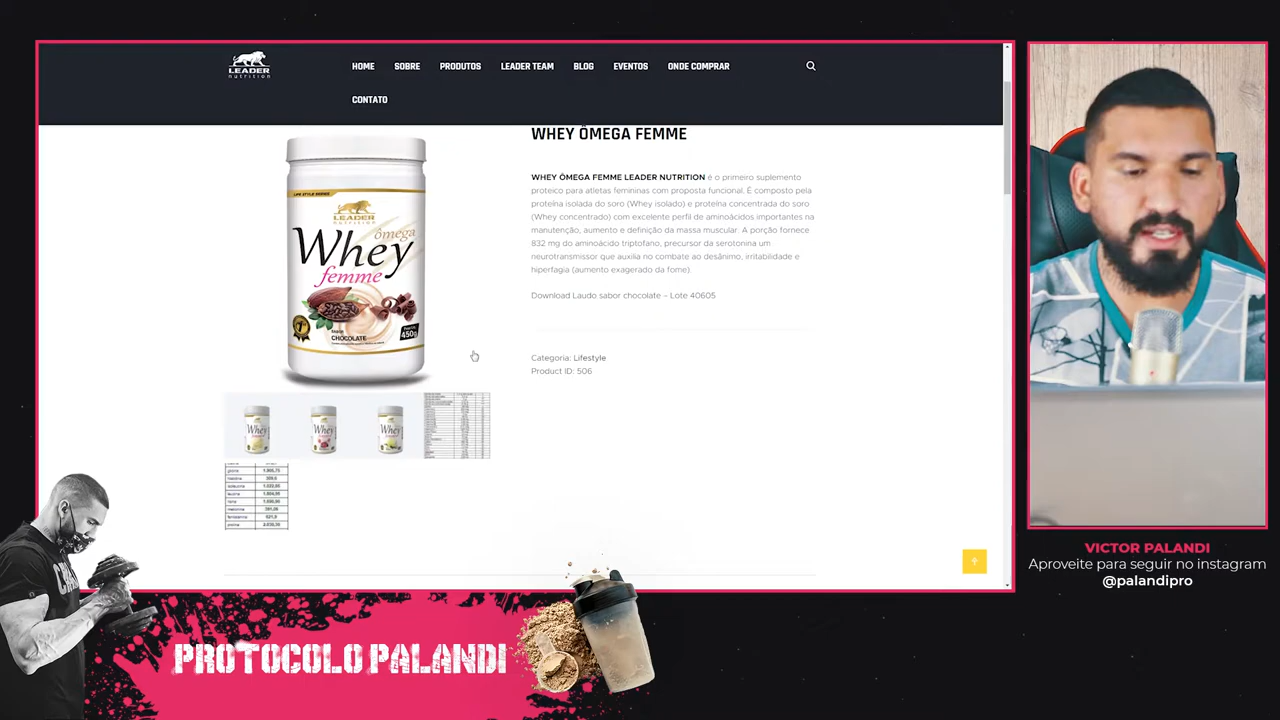 LEADER
nutrition
HOME
SOBRE
PRODUTOS
LEADER TEAM
BLOG
EVENTOS
ONDE COMPRAR
CONTATO
WHEY ÔMEGA FEMME
WHEY ÔMEGA FEMME LEADER NUTRITION é o primeiro suplemento
proteico para atletas femininas com proposta funcional. É composto pela
proteína isolada do soro (Whey isolado) e proteína concentrada do soro
(Whey concentrado) com excelente perfil de aminoácidos importantes na
manutenção, aumento e definição da massa muscular. A porção fornece
832 mg do aminoácido triptofano, precursor da serotonina um
neurotransmissor que auxilia no combate ao desânimo, irritabilidade e
hiperfagia (aumento exagerado da fome).
Download Laudo sabor chocolate – Lote 40605
Categoria: Lifestyle
Product ID: 506
LIFE STYLE SERIES
LEADER
NUTRITION
ômega
Whey
femme
CHOCOLATE
450g
VICTOR PALANDI
Aproveite para seguir no instagram
@palandipro
PROTOCOLO PALANDI